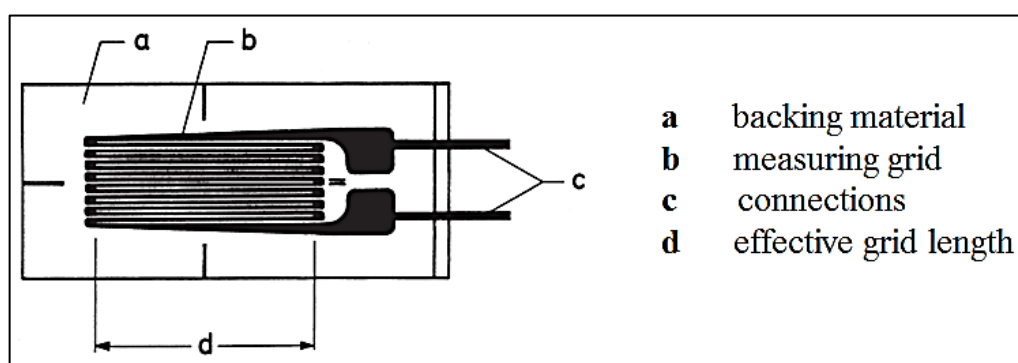 a
b
c
d
a backing material
b measuring grid
c connections
d effective grid length